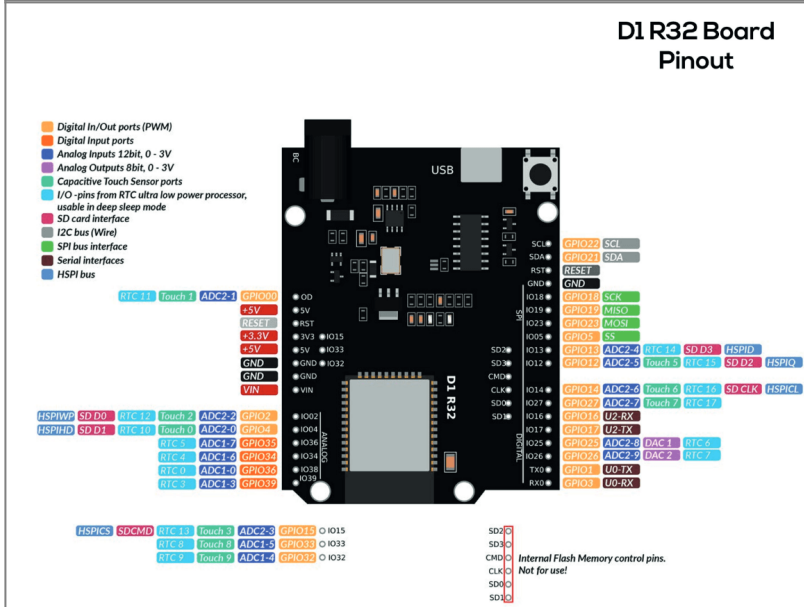 D1 R32 Board
Pinout
Digital In/Out ports (PWM)
Digital Input ports
Analog Inputs 12bit, 0 - 3V
Analog Outputs 8bit, 0 - 3V
Capacitive Touch Sensor ports
I/O -pins from RTC ultra low power processor,
usable in deep sleep mode
SD card interface
I2C bus (Wire)
SPI bus interface
Serial interfaces
HSPI bus
DC
USB
RTC 11 Touch 1 ADC2-1 GPIO00 OD
+5V 5V
RESET RST
+3.3V 3V3 IO15
+5V 5V IO33
GND GND IO32
GND GND
VIN VIN
HSPIWP SD D0 RTC 12 Touch 2 ADC2-2 GPIO2 IO02
HSPIHD SD D1 RTC 10 Touch 0 ADC2-0 GPIO4 IO04
RTC 5 ADC1-7 GPIO35 IO36
RTC 4 ADC1-6 GPIO34 IO34
RTC 0 ADC1-0 GPIO36 IO38
RTC 3 ADC1-3 GPIO39 IO39
ANALOG
D1 R32
SPI
DIGITAL
SD2
SD3
CMD
CLK
SD0
SD1
SCL GPIO22 SCL
SDA GPIO21 SDA
RST RESET
GND GND
IO18 GPIO18 SCK
IO19 GPIO19 MISO
IO23 GPIO23 MOSI
IO05 GPIO5 SS
IO13 GPIO13 ADC2-4 RTC 14 SD D3 HSPID
IO12 GPIO12 ADC2-5 Touch 5 RTC 15 SD D2 HSPIQ
IO14 GPIO14 ADC2-6 Touch 6 RTC 16 SD CLK HSPICL
IO27 GPIO27 ADC2-7 Touch 7 RTC 17
IO16 GPIO16 U2-RX
IO17 GPIO17 U2-TX
IO25 GPIO25 ADC2-8 DAC 1 RTC 6
IO26 GPIO26 ADC2-9 DAC 2 RTC 7
TX0 GPIO1 U0-TX
RX0 GPIO3 U0-RX
HSPICS SDCMD RTC 13 Touch 3 ADC2-3 GPIO15 IO15
RTC 8 Touch 8 ADC1-5 GPIO33 IO33
RTC 9 Touch 9 ADC1-4 GPIO32 IO32
SD2
SD3
CMD
CLK
SD0
SD1
Internal Flash Memory control pins.
Not for use!